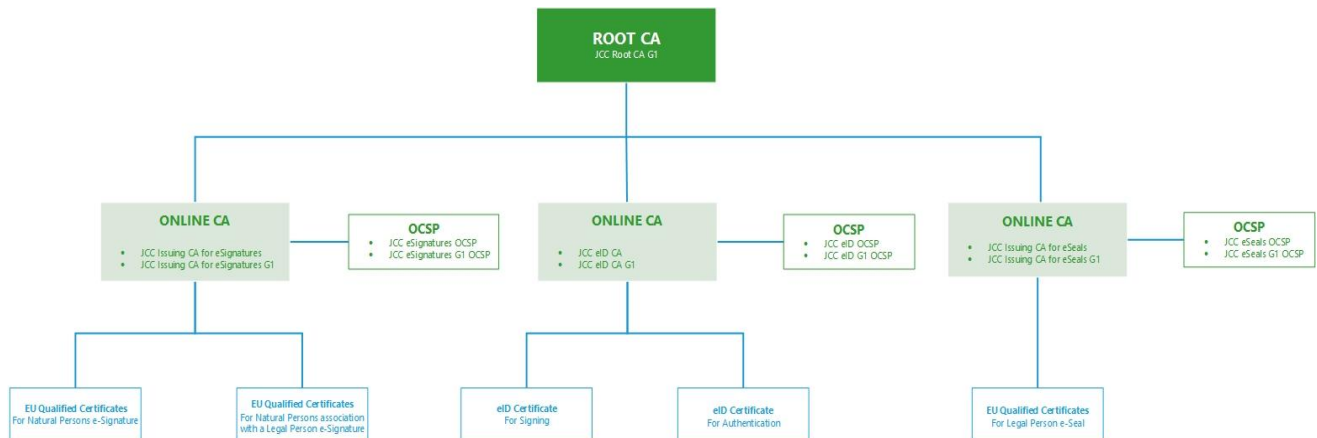 ROOT CA
JCC Root CA G1
ONLINE CA
• JCC Issuing CA for eSignatures
• JCC Issuing CA for eSignatures G1
OCSP
• JCC eSignatures OCSP
• JCC eSignatures G1 OCSP
ONLINE CA
• JCC eID CA
• JCC eID CA G1
OCSP
• JCC eID OCSP
• JCC eID G1 OCSP
ONLINE CA
• JCC Issuing CA for eSeals
• JCC Issuing CA for eSeals G1
OCSP
• JCC eSeals OCSP
• JCC eSeals G1 OCSP
EU Qualified Certificates
For Natural Persons e-Signature
EU Qualified Certificates
For Natural Persons association
with a Legal Person e-Signature
eID Certificate
For Signing
eID Certificate
For Authentication
EU Qualified Certificates
For Legal Person e-Seal